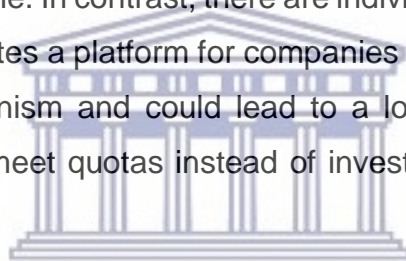 e. In contrast, there are indivi
tes a platform for companies
nism and could lead to a lo
neet quotas instead of invest